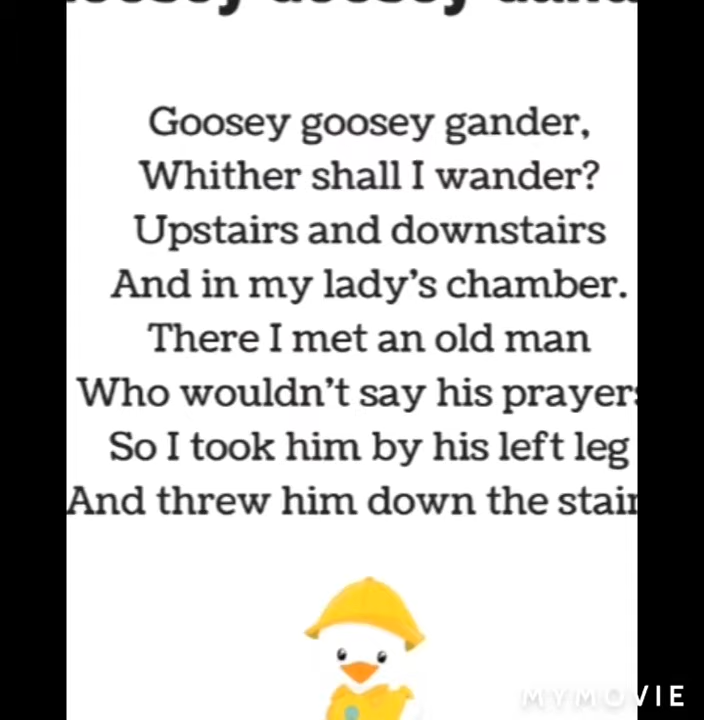 Goosey goosey gander,
Whither shall I wander?
Upstairs and downstairs
And in my lady's chamber.
There I met an old man
Who wouldn't say his prayers
So I took him by his left leg
And threw him down the stair
MYMOVIE